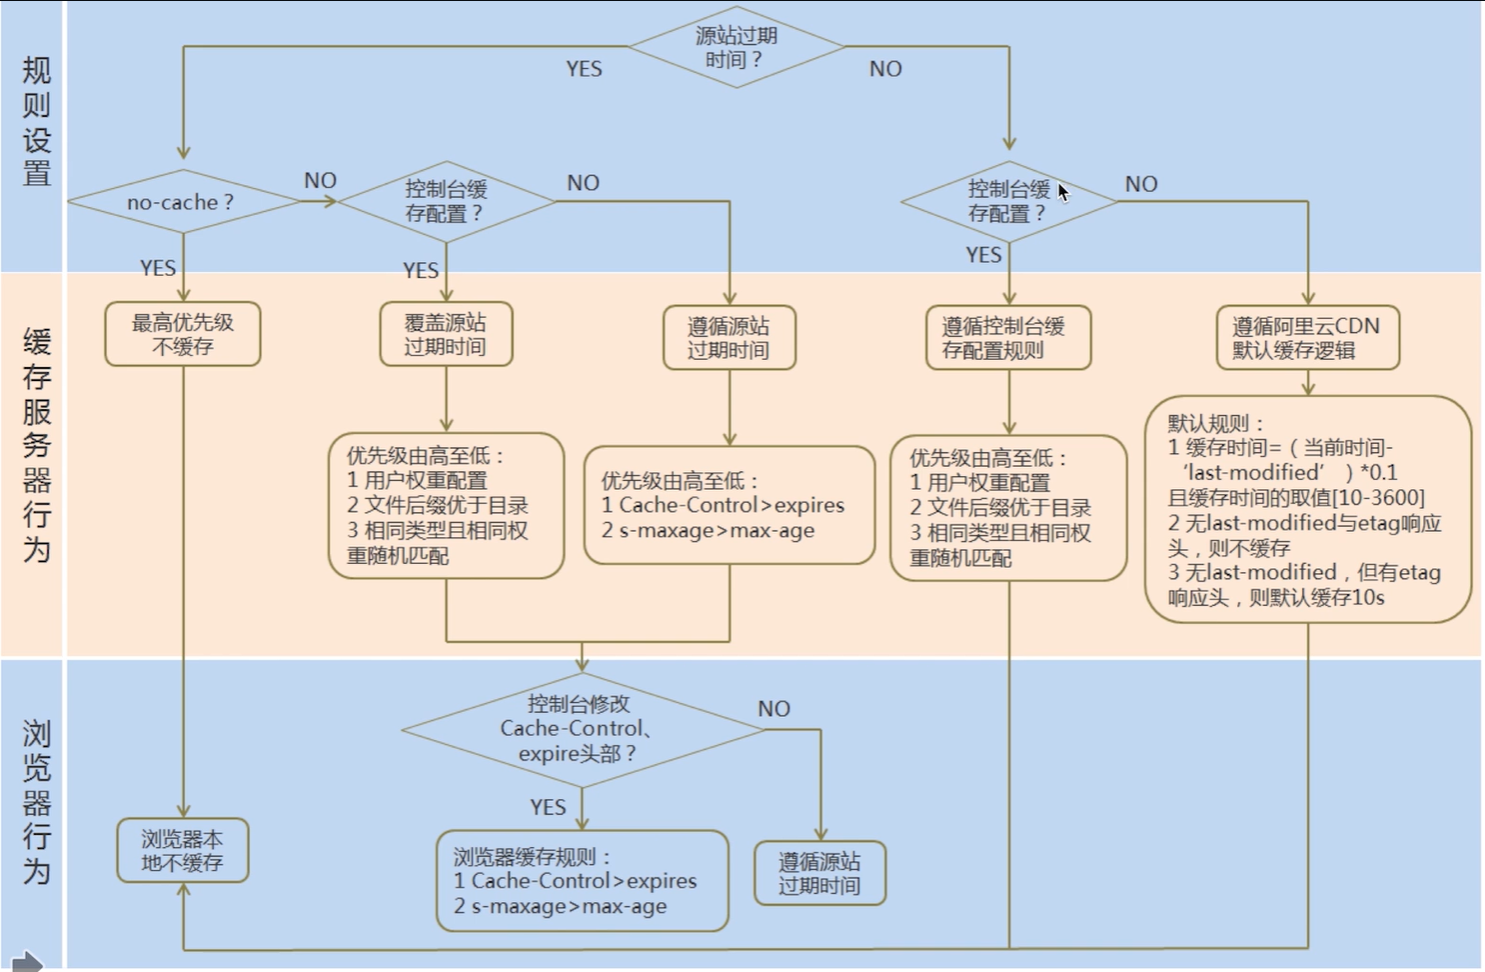 规则设置
源站过期
时间？
YES
NO
no-cache？
NO
控制台缓
存配置？
NO
控制台缓
存配置？
NO
YES
YES
YES
缓存服务器行为
最高优先级
不缓存
覆盖源站
过期时间
遵循源站
过期时间
遵循控制台缓
存配置规则
遵循阿里云CDN
默认缓存逻辑
优先级由高至低：
1 用户权重配置
2 文件后缀优于目录
3 相同类型且相同权
重随机匹配
优先级由高至低：
1 Cache-Control>expires
2 s-maxage>max-age
优先级由高至低：
1 用户权重配置
2 文件后缀优于目录
3 相同类型且相同权
重随机匹配
默认规则：
1 缓存时间=（当前时间-
‘last-modified’ ）*0.1
且缓存时间的取值[10-3600]
2 无last-modified与etag响应
头，则不缓存
3 无last-modified，但有etag
响应头，则默认缓存10s
浏览器行为
控制台修改
Cache-Control、
expire头部？
NO
YES
浏览器本
地不缓存
浏览器缓存规则：
1 Cache-Control>expires
2 s-maxage>max-age
遵循源站
过期时间